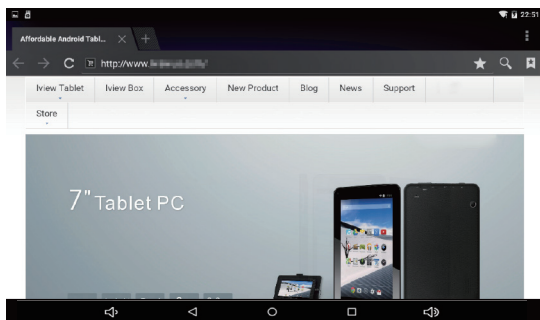 22:51
Affordable Android Tabl...
http://www.
Iview Tablet Iview Box Accessory New Product Blog News Support
Store
7" Tablet PC